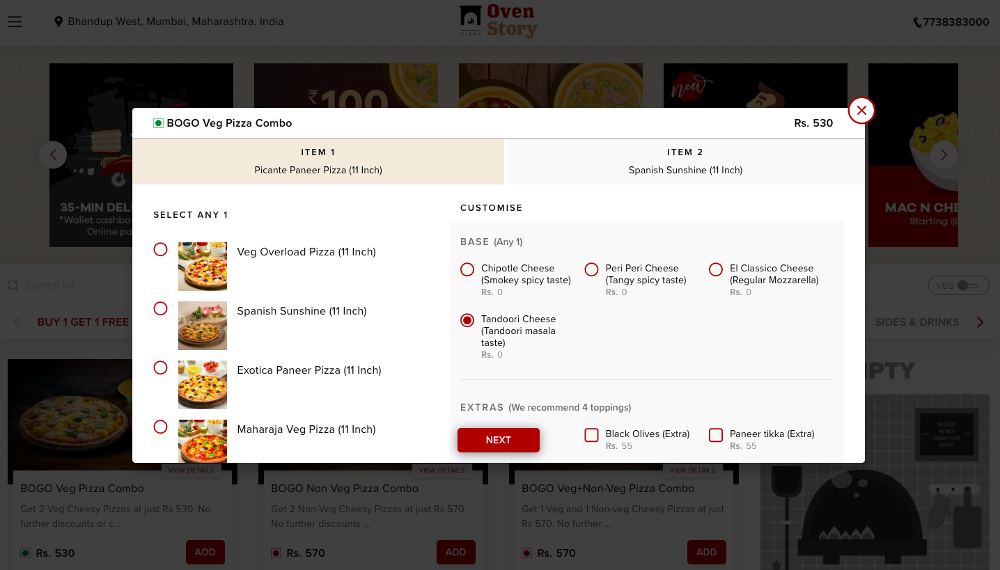 Bhandup West, Mumbai, Maharashtra, India
Oven
Story
PIZZA
7738383000
₹100
new
35-MIN DELI
*Wallet cashba
Online pa
MAC N CHE
Starting @
BOGO Veg Pizza Combo
Rs. 530
ITEM 1
Picante Paneer Pizza (11 Inch)
ITEM 2
Spanish Sunshine (11 Inch)
SELECT ANY 1
Veg Overload Pizza (11 Inch)
Spanish Sunshine (11 Inch)
Exotica Paneer Pizza (11 Inch)
Maharaja Veg Pizza (11 Inch)
CUSTOMISE
BASE (Any 1)
Chipotle Cheese
(Smokey spicy taste)
Rs. 0
Peri Peri Cheese
(Tangy spicy taste)
Rs. 0
El Classico Cheese
(Regular Mozzarella)
Rs. 0
Tandoori Cheese
(Tandoori masala
taste)
Rs. 0
EXTRAS (We recommend 4 toppings)
NEXT
Black Olives (Extra)
Rs. 55
Paneer tikka (Extra)
Rs. 55
Search for...
VEG
BUY 1 GET 1 FREE
SIDES & DRINKS
MPTY
DO GOOD
BE NICE
ORDER PIZZA
REPEAT
VIEW DETAILS
BOGO Veg Pizza Combo
Get 2 Veg Cheesy Pizzas at just Rs 530. No
further discounts or c...
Rs. 530
ADD
VIEW DETAILS
BOGO Non Veg Pizza Combo
Get 2 Non-Veg Cheesy Pizzas at just Rs 570.
No further discounts ...
Rs. 570
ADD
VIEW DETAILS
BOGO Veg+Non-Veg Pizza Combo
Get 1 Veg and 1 Non-veg Cheesy Pizzas at just
Rs 570. No further ...
Rs. 570
ADD